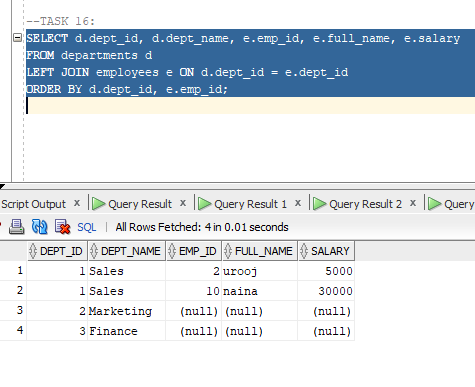 --TASK 16:
SELECT d.dept_id, d.dept_name, e.emp_id, e.full_name, e.salary
FROM departments d
LEFT JOIN employees e ON d.dept_id = e.dept_id
ORDER BY d.dept_id, e.emp_id;
Script Output × Query Result × Query Result 1 × Query Result 2 × Query
SQL | All Rows Fetched: 4 in 0.01 seconds
DEPT_ID DEPT_NAME EMP_ID FULL_NAME SALARY
1 1 Sales 2 urooj 5000
2 1 Sales 10 naina 30000
3 2 Marketing (null) (null) (null)
4 3 Finance (null) (null) (null)